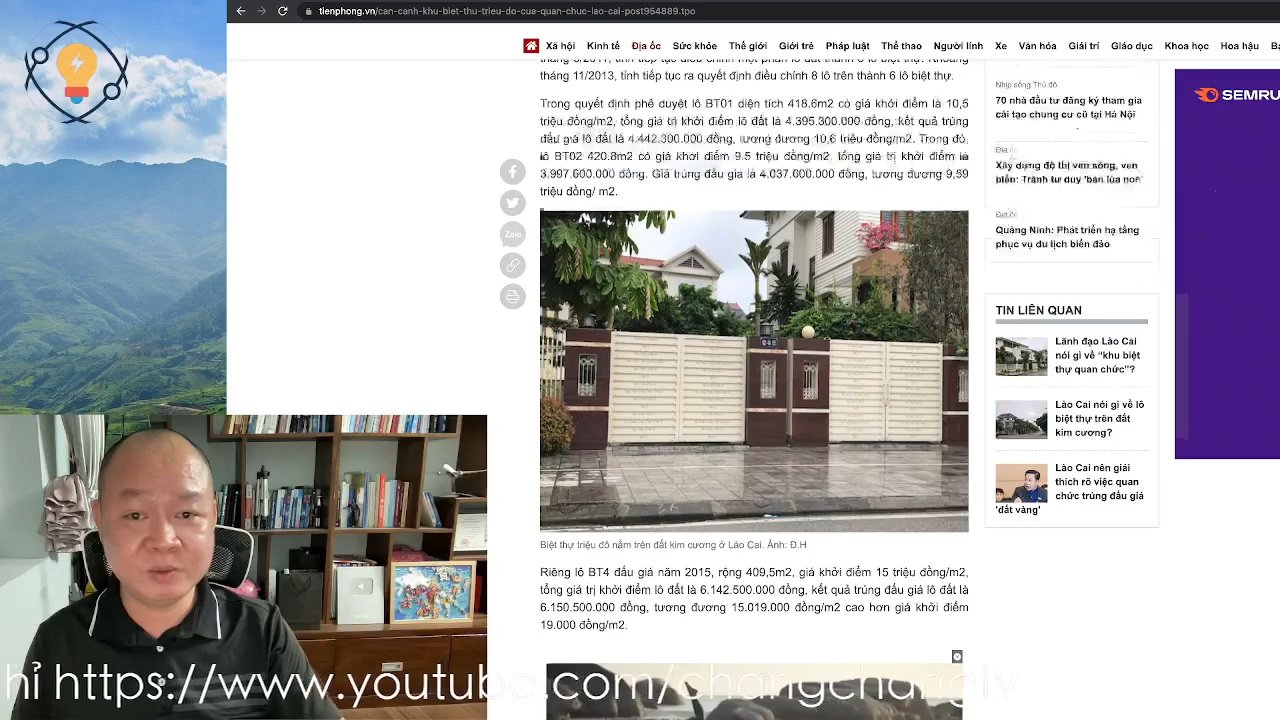 tienphong.vn/can-canh-khu-biet-thu-trieu-do-cua-quan-chuc-lao-cai-post954889.tpo
Xã hội Kinh tế Địa ốc Sức khỏe Thế giới Giới trẻ Pháp luật Thể thao Người lính Xe Văn hóa Giải trí Giáo dục Khoa học Hoa hậu
tháng 11/2013, tỉnh tiếp tục ra quyết định điều chỉnh 8 lô trên thành 6 lô biệt thự.
Trong quyết định phê duyệt lô BT01 diện tích 418,6m2 có giá khởi điểm là 10,5
triệu đồng/m2, tổng giá trị khởi điểm lô đất là 4.395.300.000 đồng, kết quả trúng
đấu giá lô đất là 4.442.300.000 đồng, tương đương 10,6 triệu đồng/m2. Trong đó,
lô BT02 420.8m2 có giá khởi điểm 9.5 triệu đồng/m2, tổng giá trị khởi điểm là
3.997.600.000 đồng. Giá trúng đấu giá là 4.037.000.000 đồng, tương đương 9,59
triệu đồng/ m2.
Zalo
Biệt thự triệu đô nằm trên đất kim cương ở Lào Cai. Ảnh: Đ.H
Riêng lô BT4 đấu giá năm 2015, rộng 409,5m2, giá khởi điểm 15 triệu đồng/m2,
tổng giá trị khởi điểm lô đất là 6.142.500.000 đồng, kết quả trúng đấu giá lô đất là
6.150.500.000 đồng, tương đương 15.019.000 đồng/m2 cao hơn giá khởi điểm
19.000 đồng/m2.
Nhịp sống Thủ đô
70 nhà đầu tư đăng ký tham gia
cải tạo chung cư cũ tại Hà Nội
Địa ốc
Xây dựng đô thị ven sông, ven
biển: Tránh tư duy 'bán lúa non'
Địa ốc
Quảng Ninh: Phát triển hạ tầng
phục vụ du lịch biển đảo
TIN LIÊN QUAN
Lãnh đạo Lào Cai
nói gì về “khu biệt
thự quan chức”?
Lào Cai nói gì về lô
biệt thự trên đất
kim cương?
Lào Cai nên giải
thích rõ việc quan
chức trúng đấu giá
'đất vàng'
SEMRU
hỉ https://www.youtube.com/changchangtv